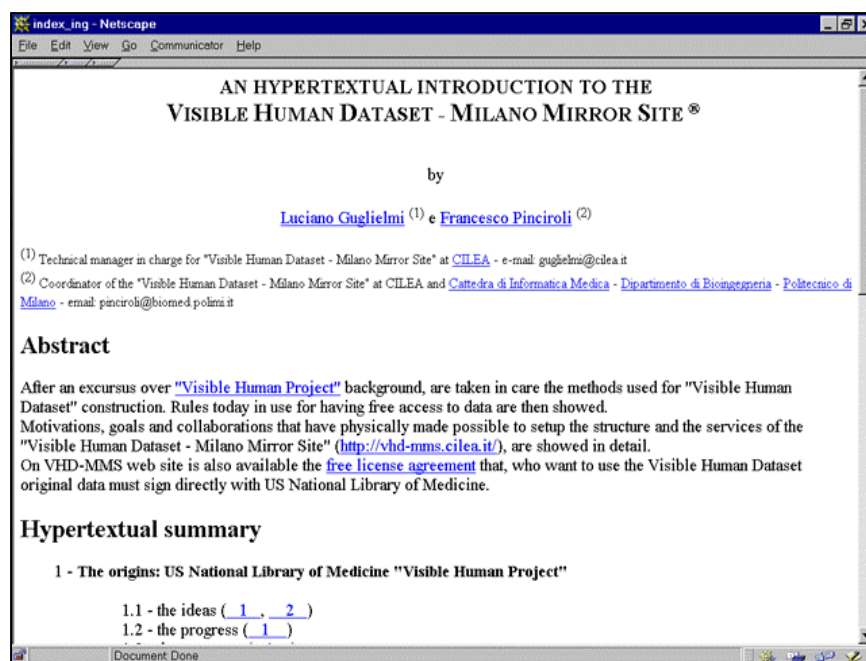 index_ing - Netscape
File Edit View Go Communicator Help
AN HYPERTEXTUAL INTRODUCTION TO THE
VISIBLE HUMAN DATASET - MILANO MIRROR SITE ®
by
Luciano Guglielmi (1) e Francesco Pinciroli (2)
(1) Technical manager in charge for "Visible Human Dataset - Milano Mirror Site" at CILEA - e-mail: guglielmi@cilea.it
(2) Coordinator of the "Visible Human Dataset - Milano Mirror Site" at CILEA and Cattedra di Informatica Medica - Dipartimento di Bioingegneria - Politecnico di
Milano - email: pinciroli@biomed.polimi.it
Abstract
After an excursus over "Visible Human Project" background, are taken in care the methods used for "Visible Human
Dataset" construction. Rules today in use for having free access to data are then showed.
Motivations, goals and collaborations that have physically made possible to setup the structure and the services of the
"Visible Human Dataset - Milano Mirror Site" (http://vhd-mms.cilea.it/), are showed in detail.
On VHD-MMS web site is also available the free license agreement that, who want to use the Visible Human Dataset
original data must sign directly with US National Library of Medicine.
Hypertextual summary
1 - The origins: US National Library of Medicine "Visible Human Project"
1.1 - the ideas ( 1 , 2 )
1.2 - the progress ( 1 )
Document Done